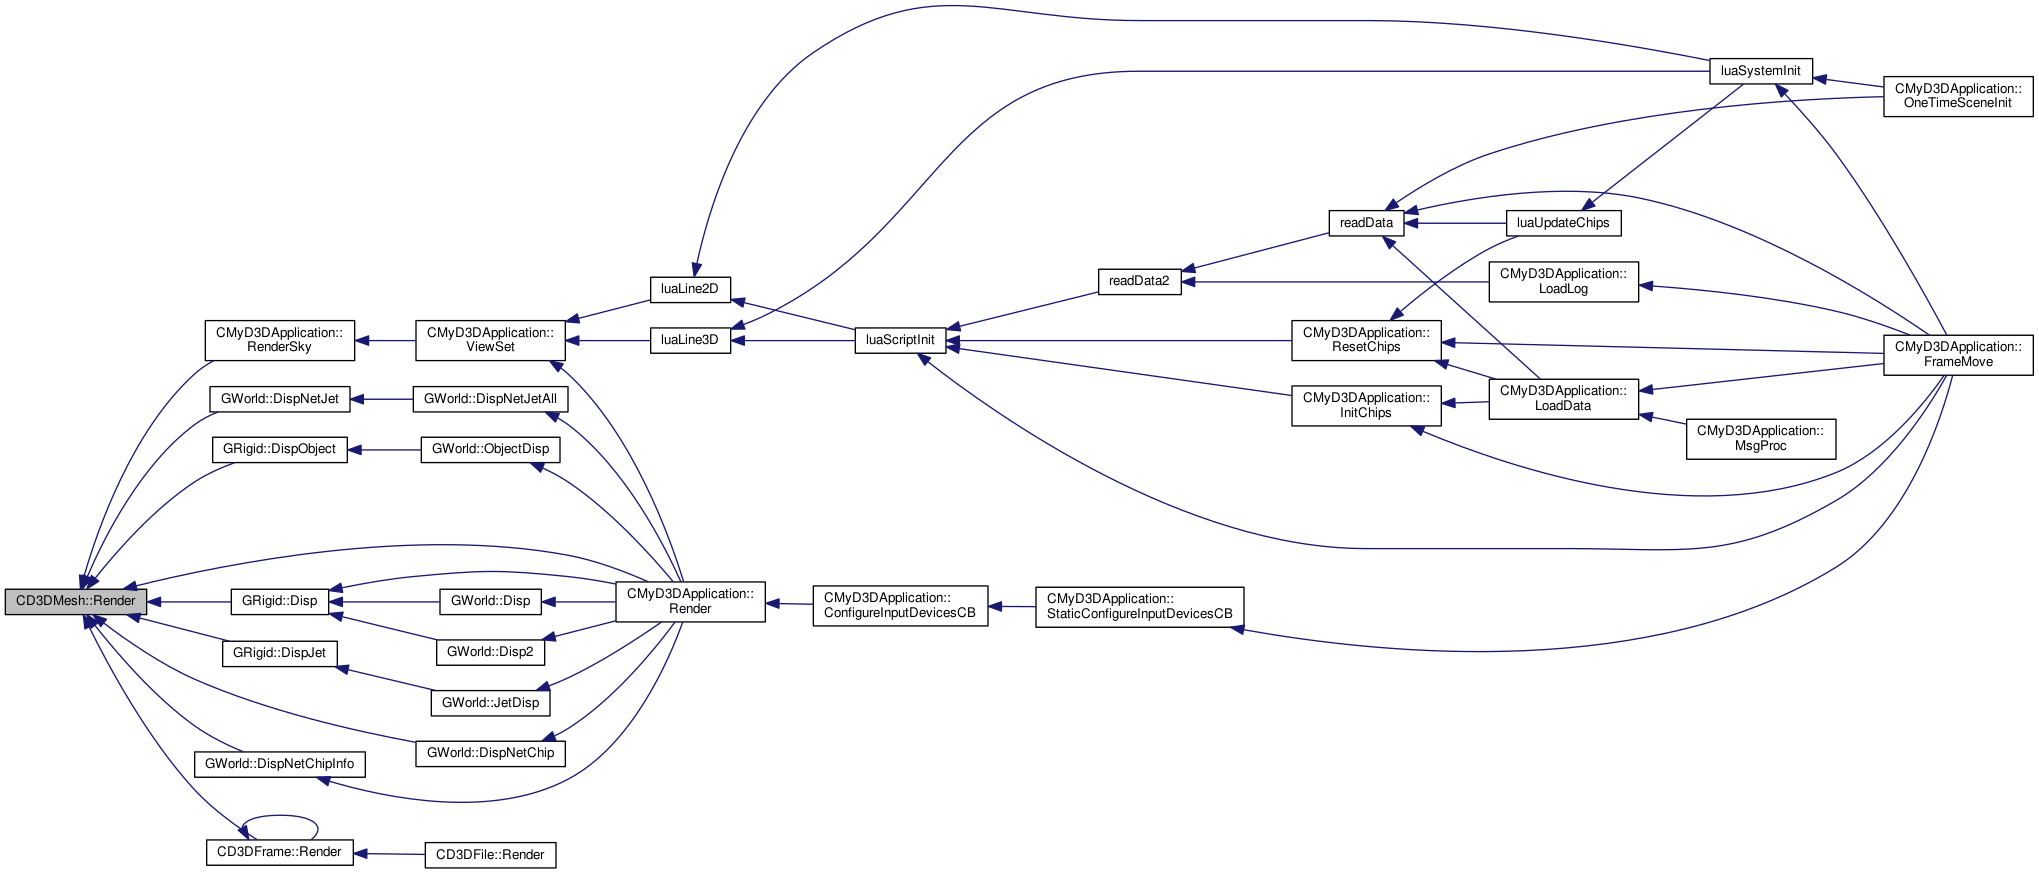 luaSystemInit
CMyD3DApplication::
OneTimeSceneInit
readData
luaUpdateChips
luaLine2D
readData2
CMyD3DApplication::
LoadLog
CMyD3DApplication::
RenderSky
CMyD3DApplication::
ViewSet
luaLine3D
luaScriptInit
CMyD3DApplication::
ResetChips
CMyD3DApplication::
FrameMove
GWorld::DispNetJet
GWorld::DispNetJetAll
CMyD3DApplication::
InitChips
CMyD3DApplication::
LoadData
CMyD3DApplication::
MsgProc
GRigid::DispObject
GWorld::ObjectDisp
CD3DMesh::Render
GRigid::Disp
GWorld::Disp
CMyD3DApplication::
Render
CMyD3DApplication::
ConfigureInputDevicesCB
CMyD3DApplication::
StaticConfigureInputDevicesCB
GRigid::DispJet
GWorld::Disp2
GWorld::JetDisp
GWorld::DispNetChip
GWorld::DispNetChipInfo
CD3DFrame::Render
CD3DFile::Render